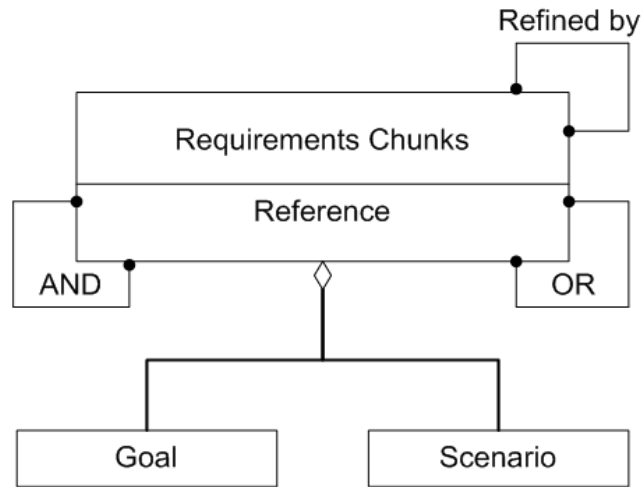 Refined by
Requirements Chunks
Reference
AND
OR
Goal
Scenario